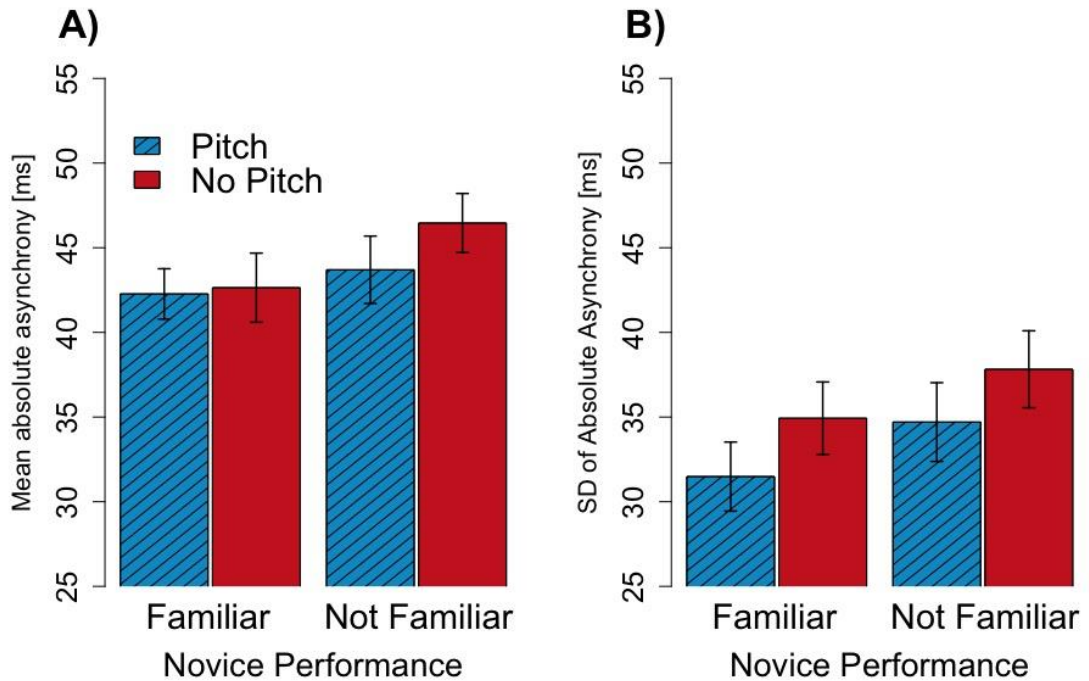 A)
Mean absolute asynchrony [ms]
55
50
45
40
35
30
25
Pitch
No Pitch
Familiar
Not Familiar
Novice Performance
B)
SD of Absolute Asynchrony [ms]
55
50
45
40
35
30
25
Familiar
Not Familiar
Novice Performance